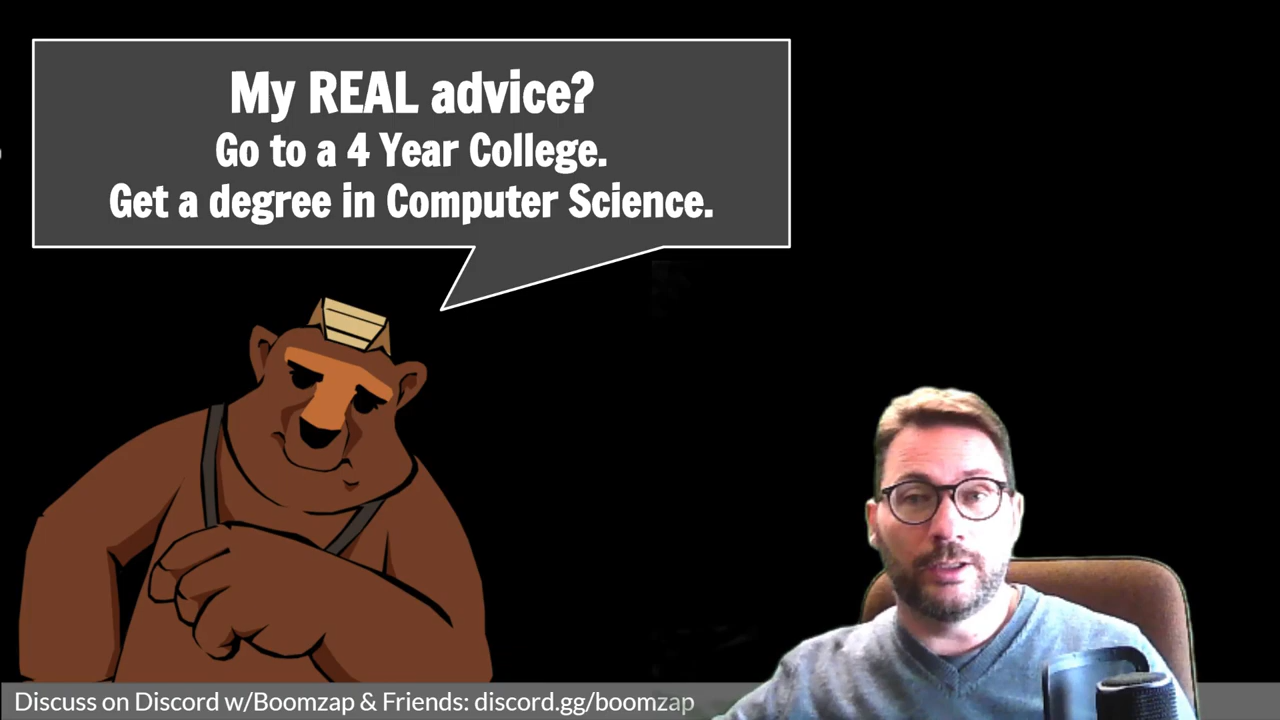 My REAL advice?
Go to a 4 Year College.
Get a degree in Computer Science.
Discuss on Discord w/Boomzap & Friends: discord.gg/boomzap